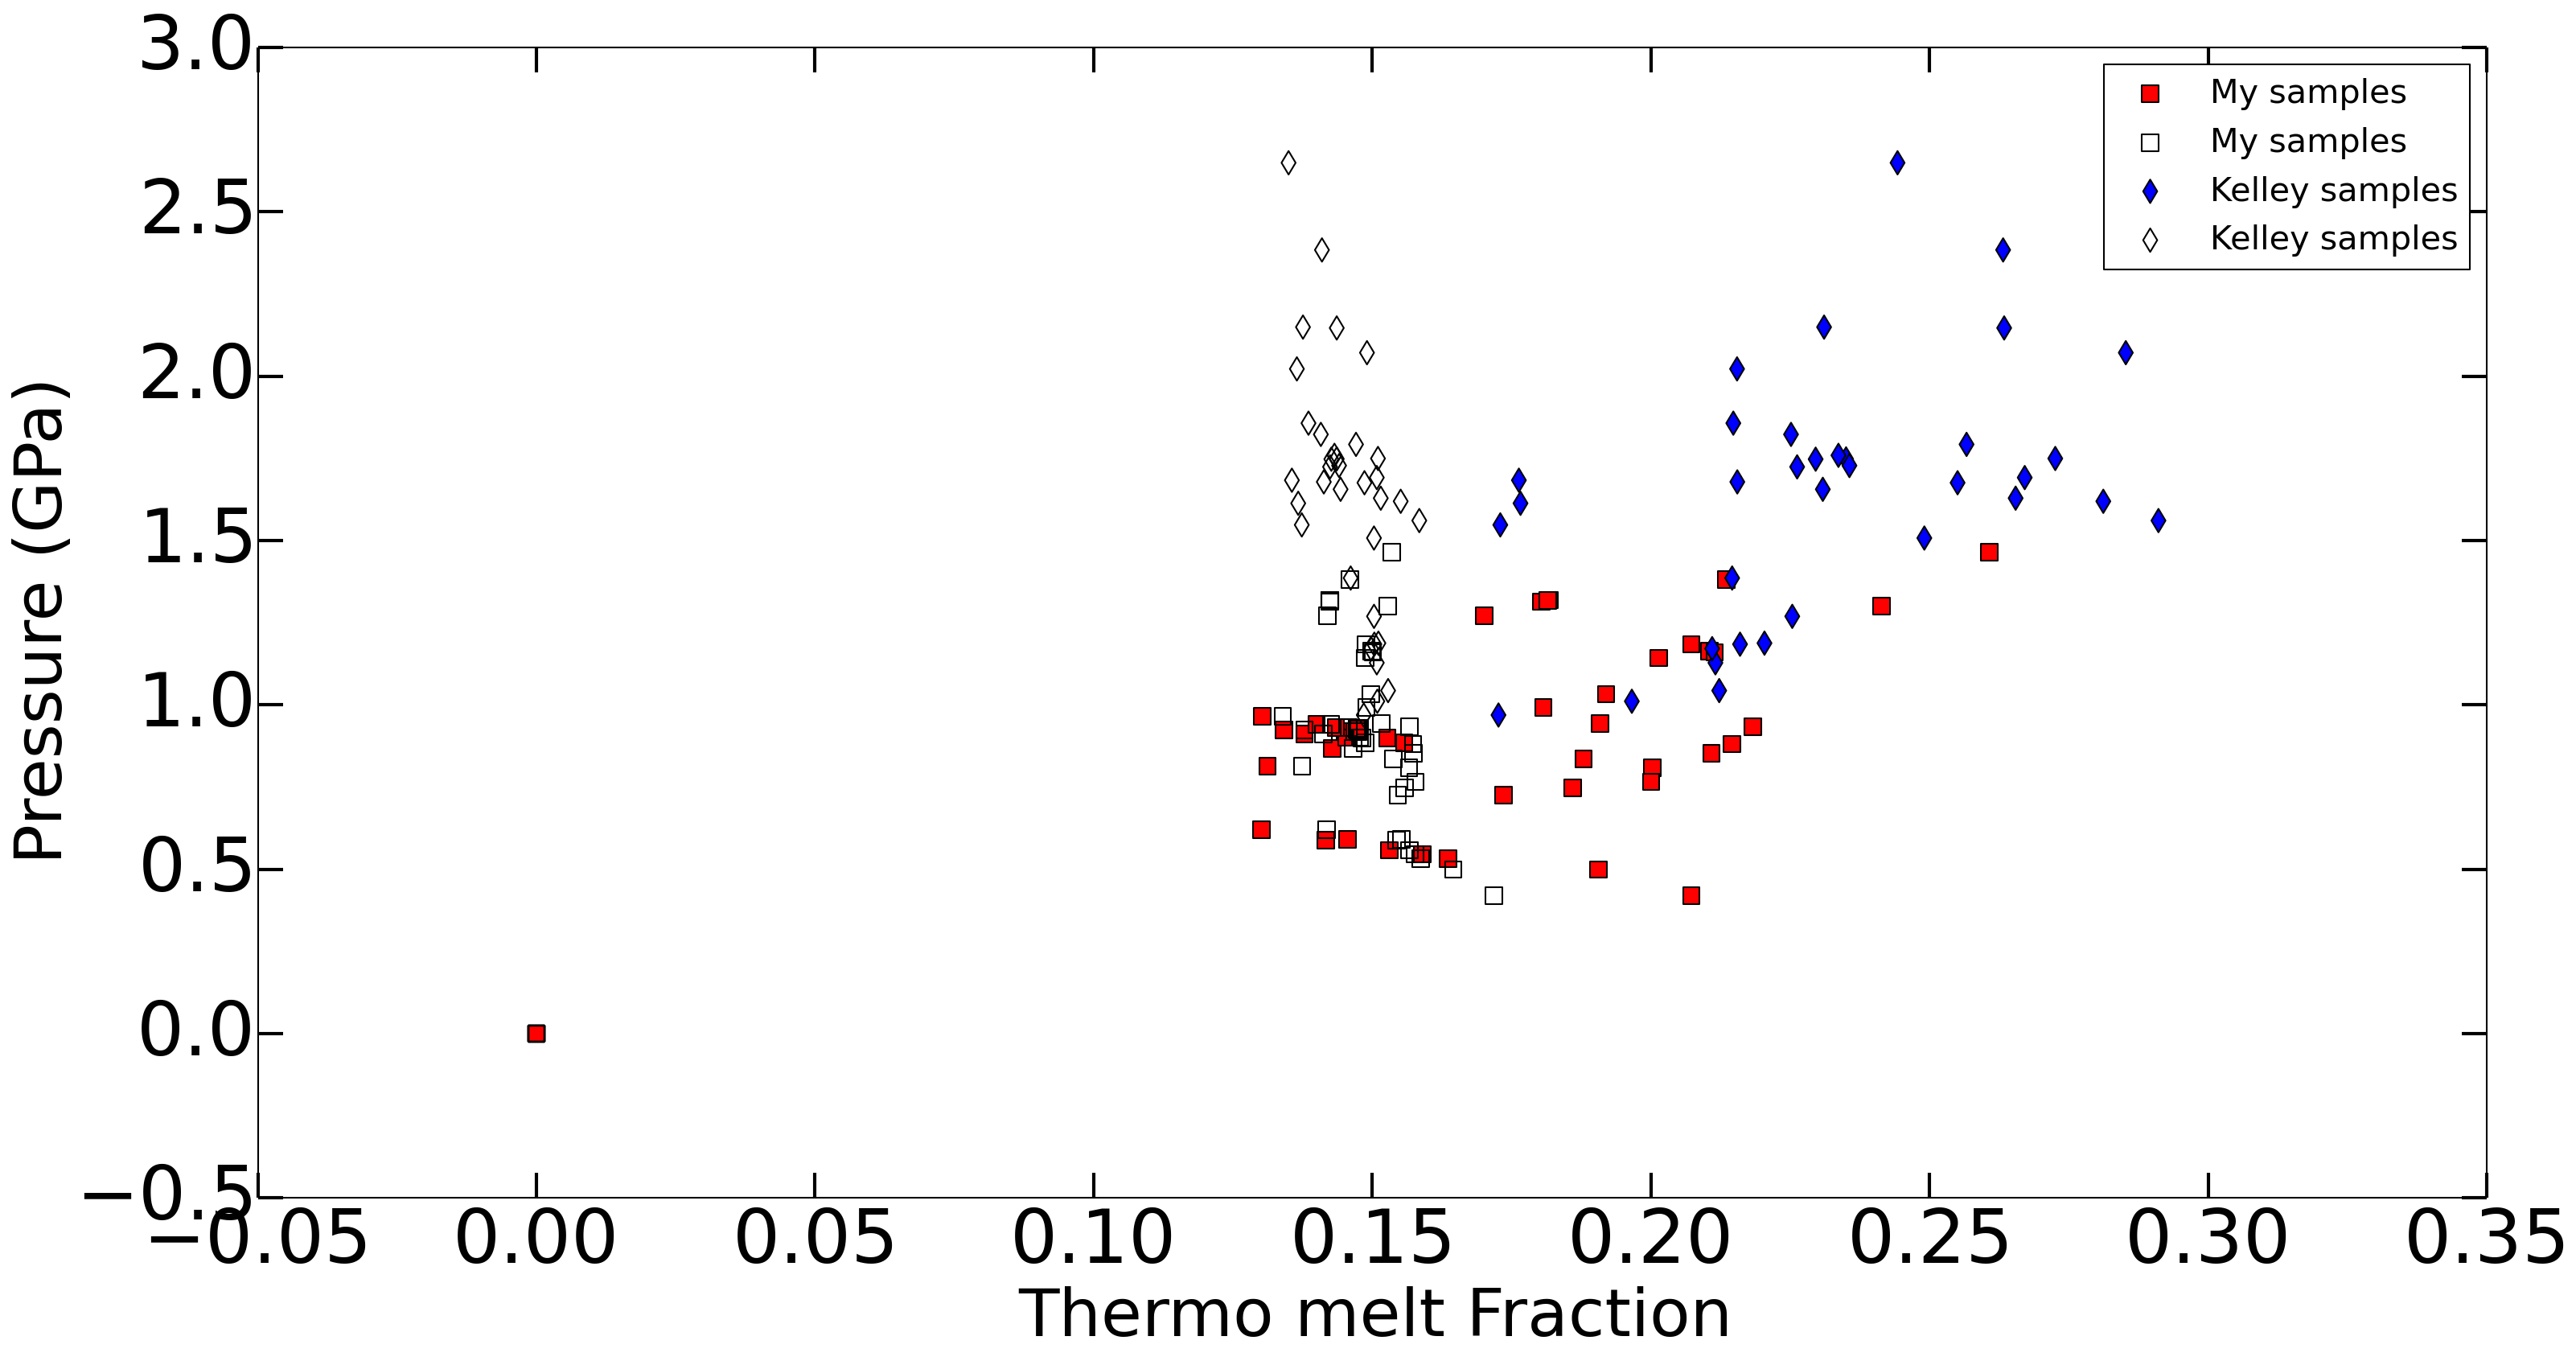 3.0
2.5
2.0
1.5
1.0
0.5
0.0
−0.5
Pressure (GPa)
My samples
My samples
Kelley samples
Kelley samples
−0.05 0.00 0.05 0.10 0.15 0.20 0.25 0.30 0.35
Thermo melt Fraction